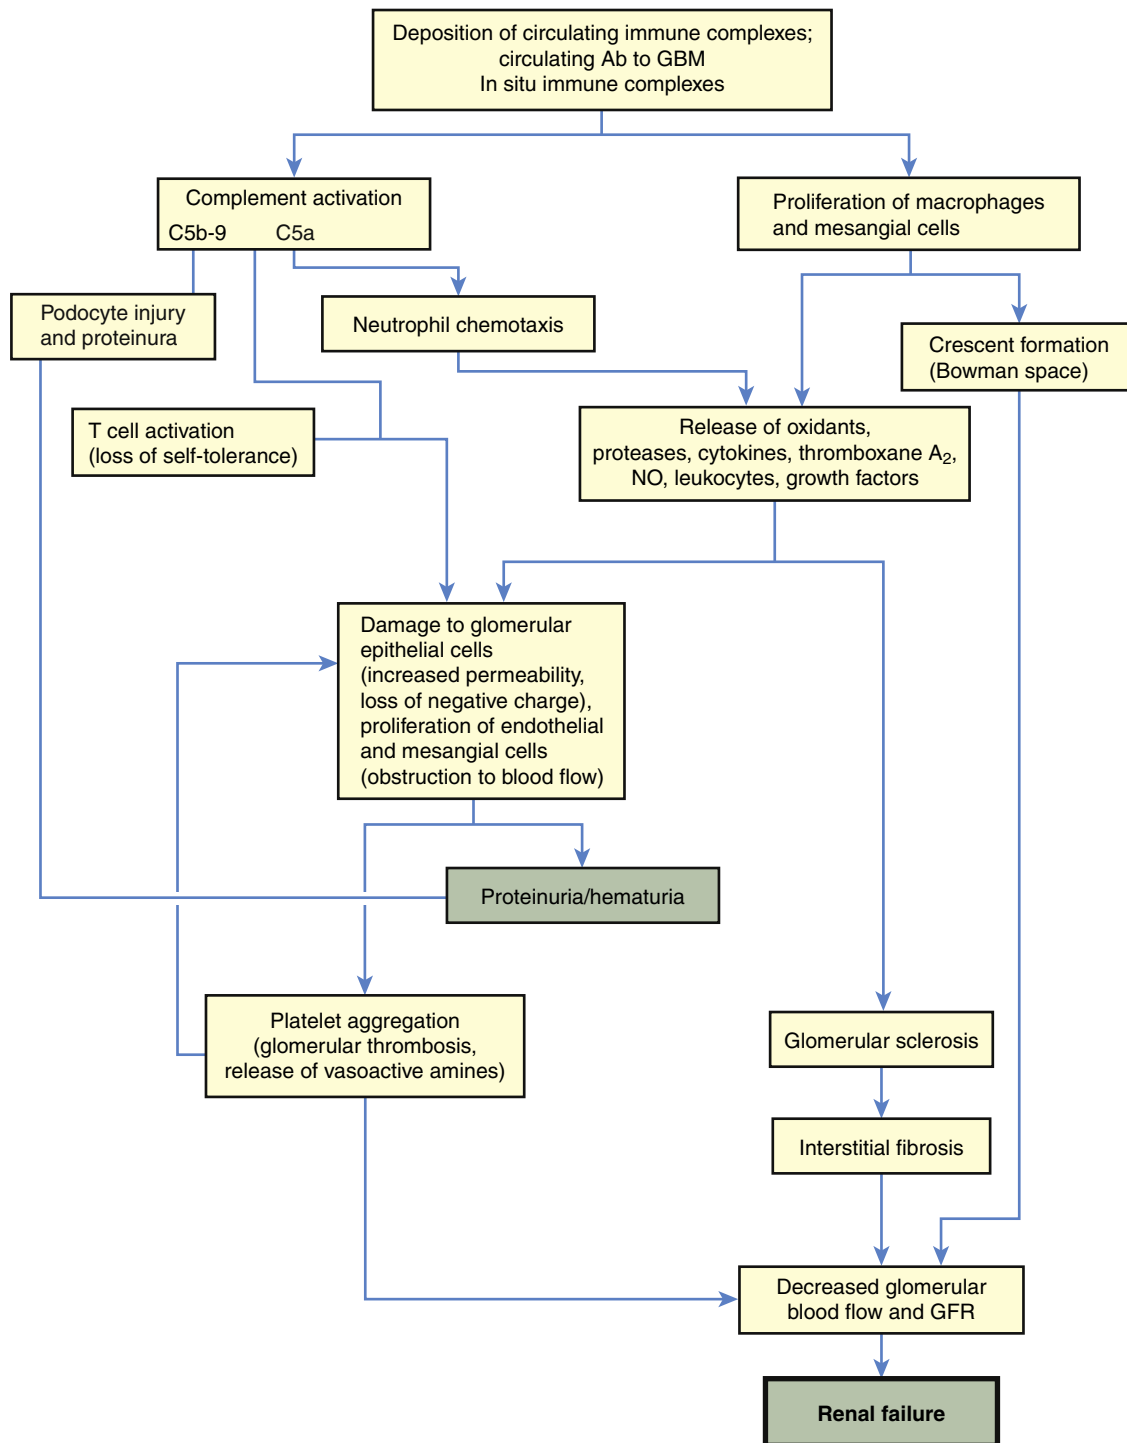 Deposition of circulating immune complexes;
circulating Ab to GBM
In situ immune complexes
Complement activation
C5b-9 C5a
Proliferation of macrophages
and mesangial cells
Podocyte injury
and proteinura
Neutrophil chemotaxis
Crescent formation
(Bowman space)
T cell activation
(loss of self-tolerance)
Release of oxidants,
proteases, cytokines, thromboxane A₂,
NO, leukocytes, growth factors
Damage to glomerular
epithelial cells
(increased permeability,
loss of negative charge),
proliferation of endothelial
and mesangial cells
(obstruction to blood flow)
Proteinuria/hematuria
Platelet aggregation
(glomerular thrombosis,
release of vasoactive amines)
Glomerular sclerosis
Interstitial fibrosis
Decreased glomerular
blood flow and GFR
Renal failure